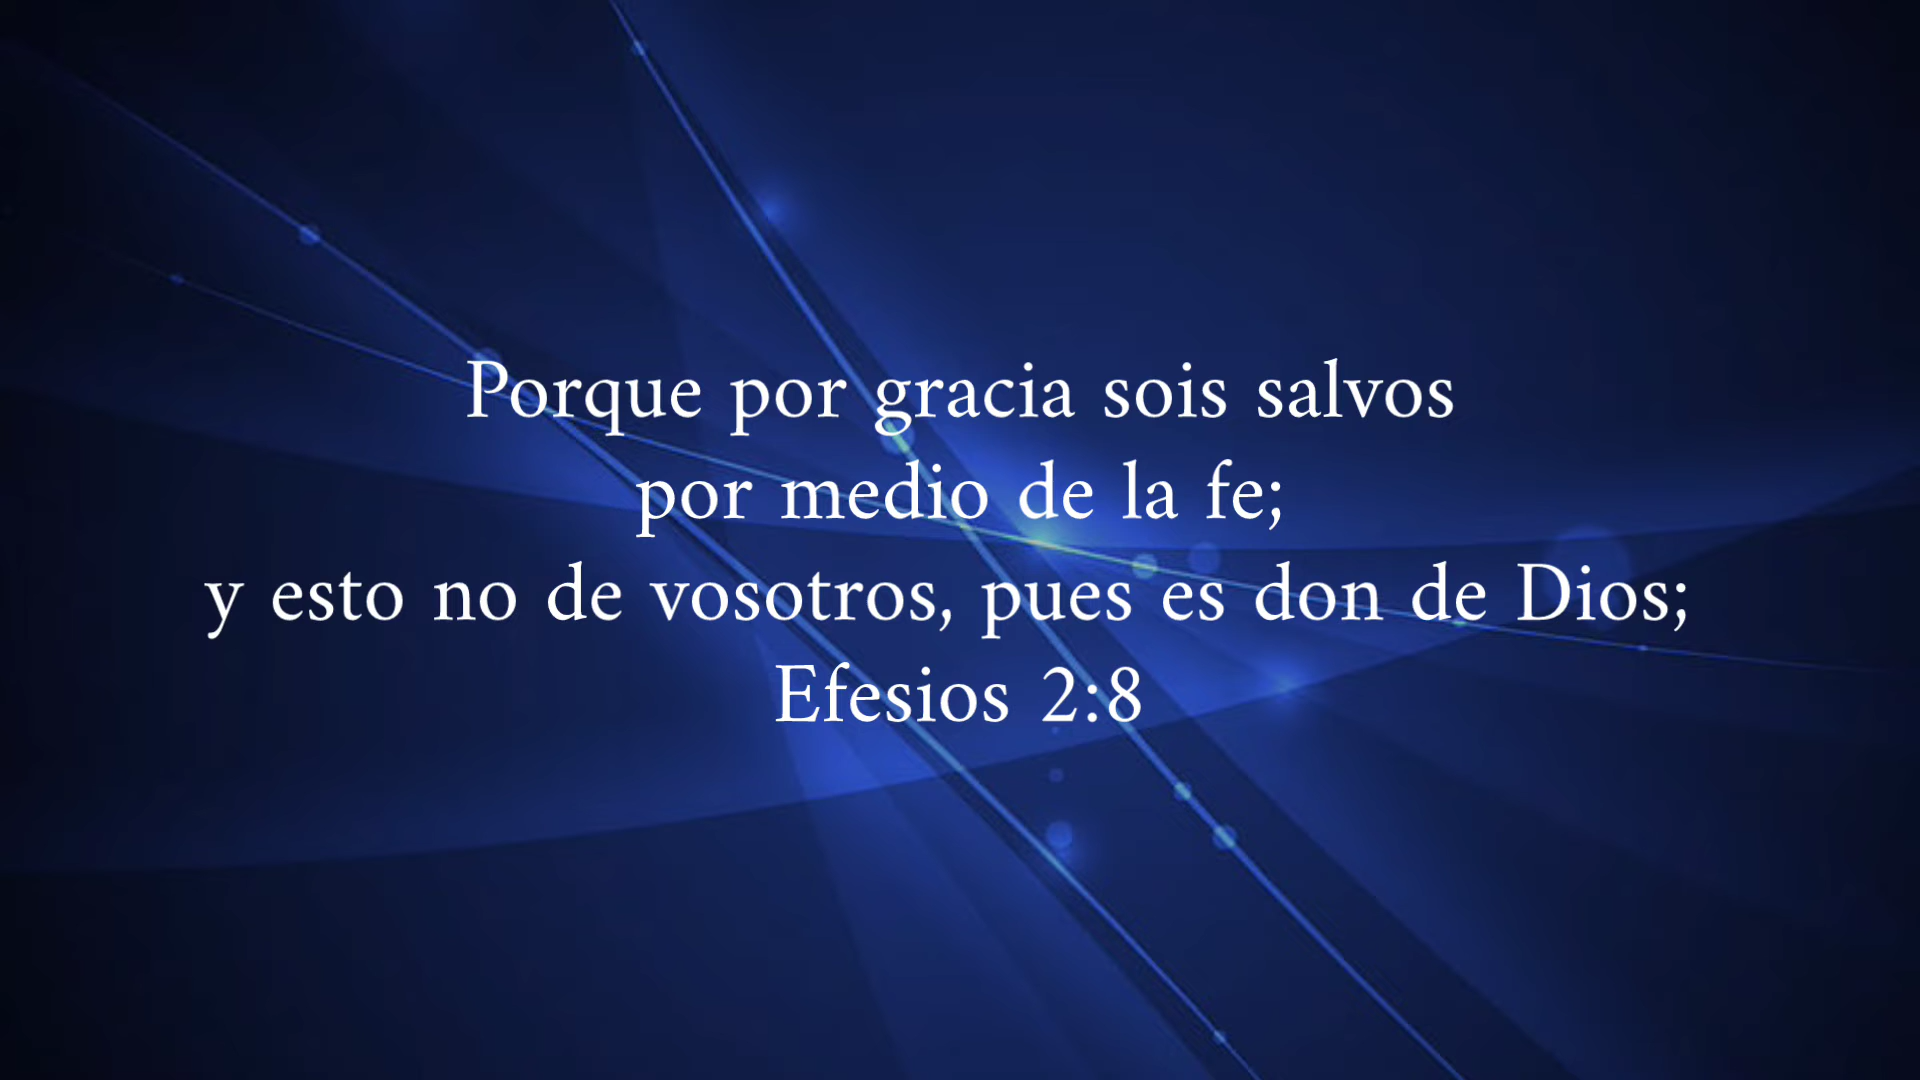 Porque por gracia sois salvos
por medio de la fe;
y esto no de vosotros, pues es don de Dios;
Efesios 2:8